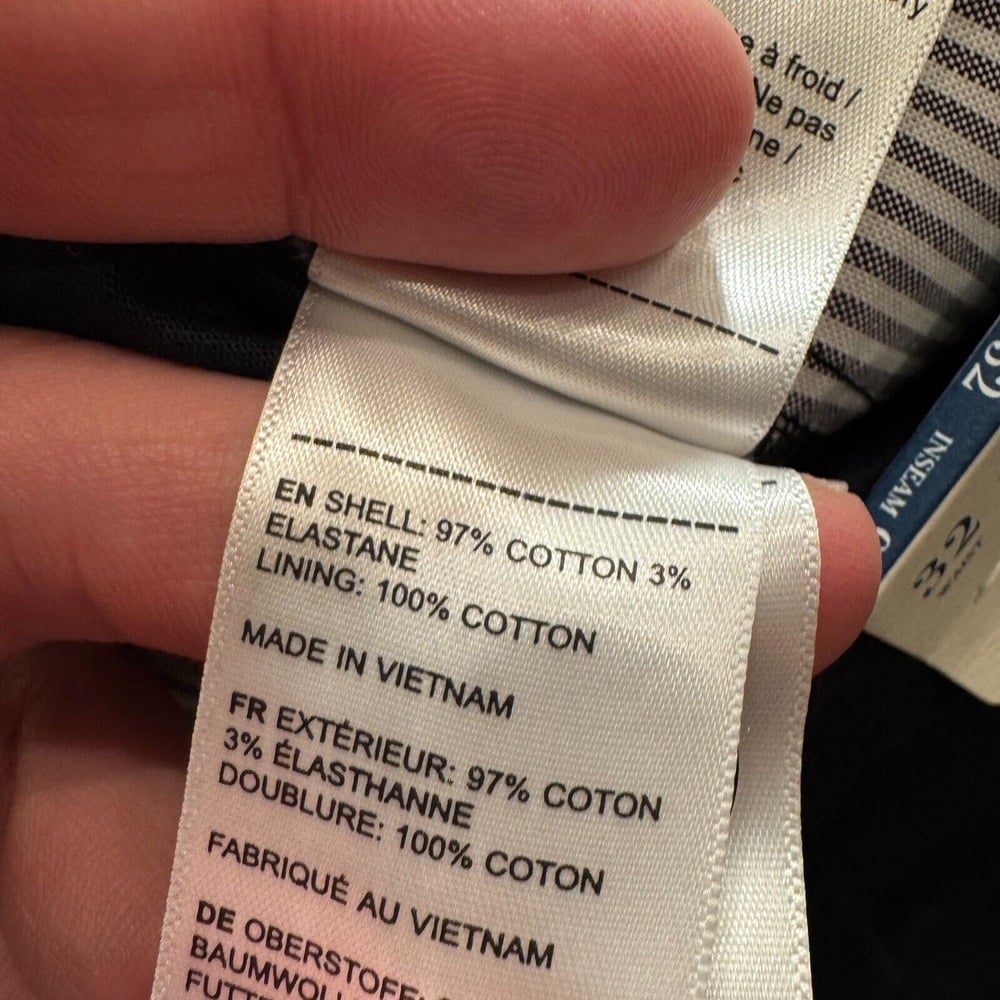 à froid /
Ne pas
EN SHELL: 97% COTTON 3%
ELASTANE
LINING: 100% COTTON
MADE IN VIETNAM
FR EXTÉRIEUR: 97% COTON
3% ÉLASTHANNE
DOUBLURE: 100% COTON
FABRIQUÉ AU VIETNAM
DE OBERSTOFF:
32
INSEAM
32